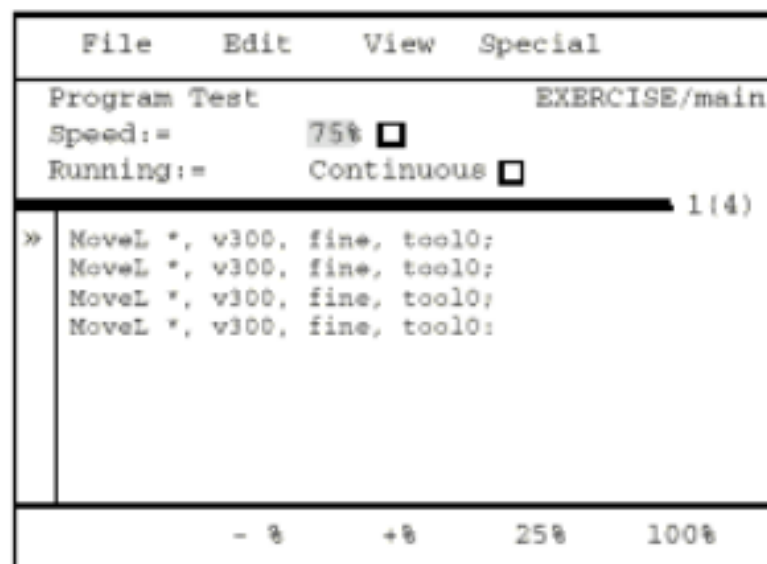 File Edit View Special
Program Test EXERCISE/main
Speed:= 75%
Running:= Continuous
1(4)
» MoveL *, v300, fine, tool0;
MoveL *, v300, fine, tool0;
MoveL *, v300, fine, tool0;
MoveL *, v300, fine, tool0:
- % +% 25% 100%